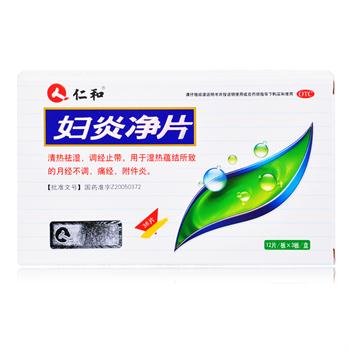 请仔细阅读说明书并按说明使用或在药师指导下购买和使用
OTC
仁和
妇炎净片
清热祛湿，调经止带。用于湿热蕴结所致
的月经不调，痛经，附件炎。
【批准文号】国药准字Z20050372
36片
12片/板×3板/盒